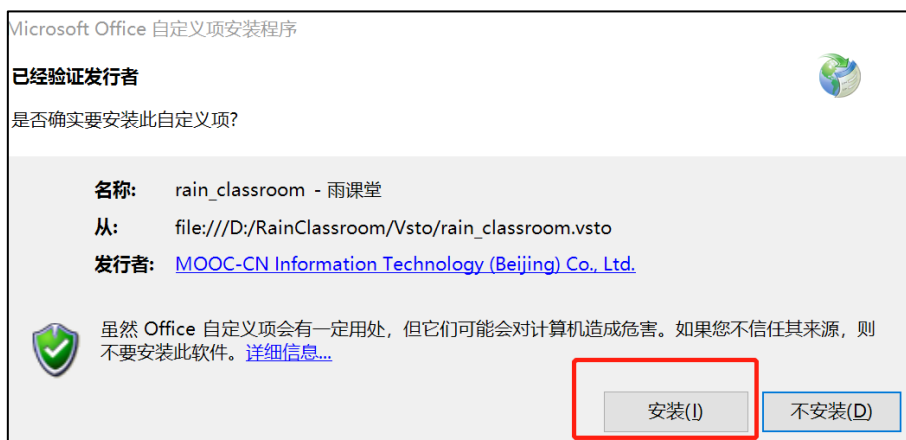 Microsoft Office 自定义项安装程序
已经验证发行者
是否确实要安装此自定义项?
名称: rain_classroom - 雨课堂
从: file:///D:/RainClassroom/Vsto/rain_classroom.vsto
发行者: MOOC-CN Information Technology (Beijing) Co., Ltd.
虽然 Office 自定义项会有一定用处，但它们可能会对计算机造成危害。如果您不信任其来源，则
不要安装此软件。详细信息...
安装(I) 不安装(D)